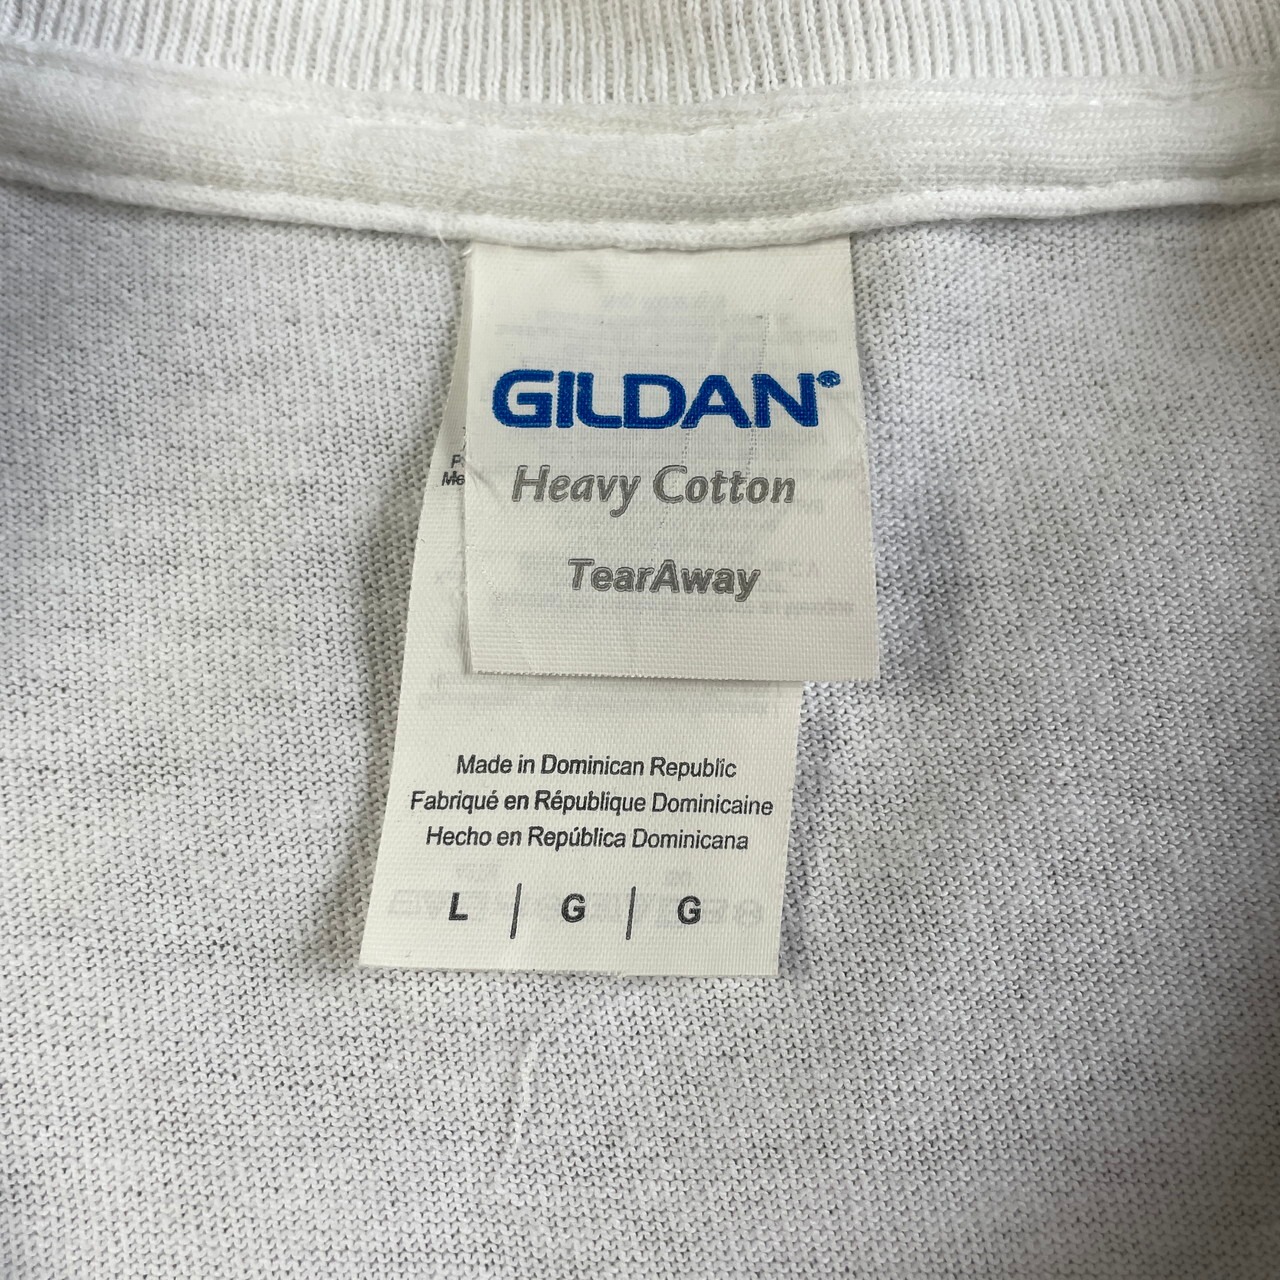 GILDAN®
Heavy Cotton
TearAway
Made in Dominican Republic
Fabriqué en République Dominicaine
Hecho en República Dominicana
L | G | G